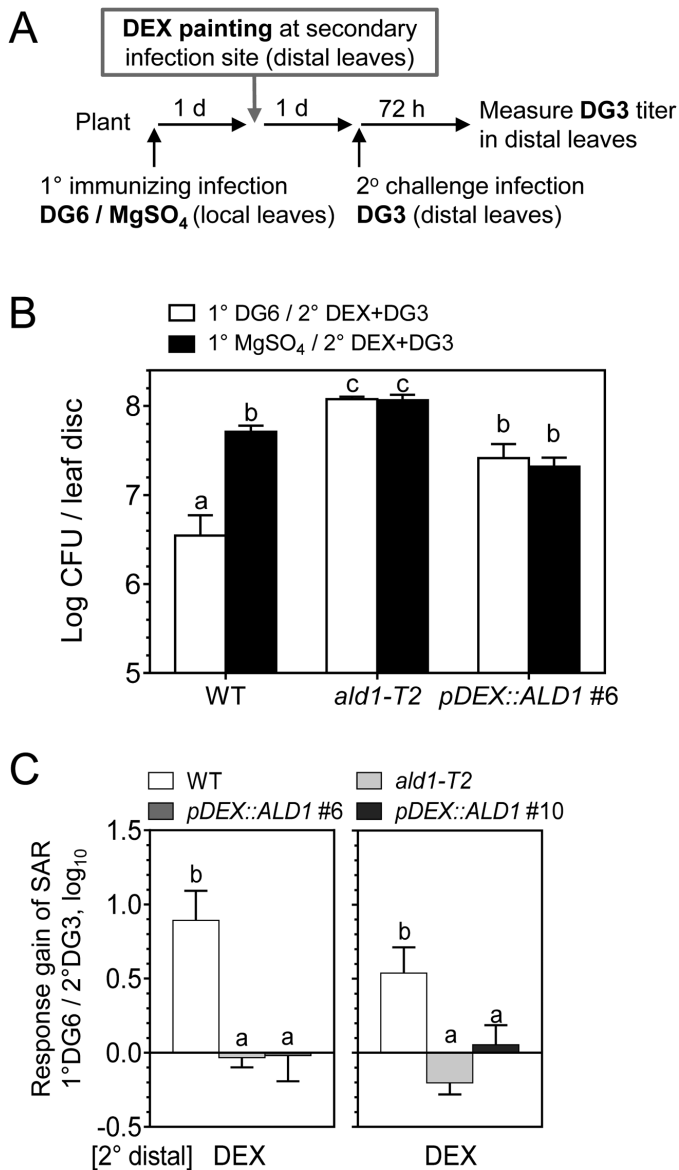 A
DEX painting at secondary
infection site (distal leaves)
Plant
1 d
1 d
72 h
Measure DG3 titer
in distal leaves
1° immunizing infection
DG6 / MgSO4 (local leaves)
2° challenge infection
DG3 (distal leaves)
B
1° DG6 / 2° DEX+DG3
1° MgSO4 / 2° DEX+DG3
Log CFU / leaf disc
8
7
6
5
a
b
c
c
b
b
WT
ald1-T2
pDEX::ALD1 #6
C
WT
ald1-T2
pDEX::ALD1 #6
pDEX::ALD1 #10
Response gain of SAR
1°DG6 / 2°DG3, log10
1.5
1.0
0.5
0.0
-0.5
b
a
a
b
a
a
[2° distal]
DEX
DEX